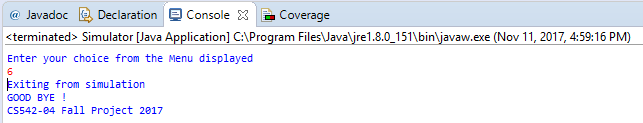 @ Javadoc Declaration Console Coverage
<terminated> Simulator [Java Application] C:\Program Files\Java\jre1.8.0_151\bin\javaw.exe (Nov 11, 2017, 4:59:16 PM)
Enter your choice from the Menu displayed
6
Exiting from simulation
GOOD BYE !
CS542-04 Fall Project 2017